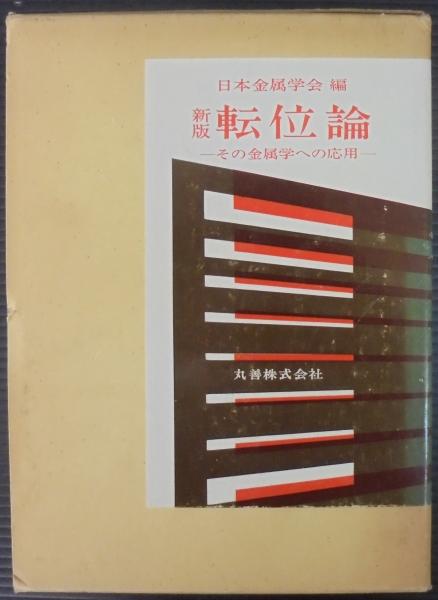 日本金属学会 編
新版 転位論
—その金属学への応用—
丸善株式会社